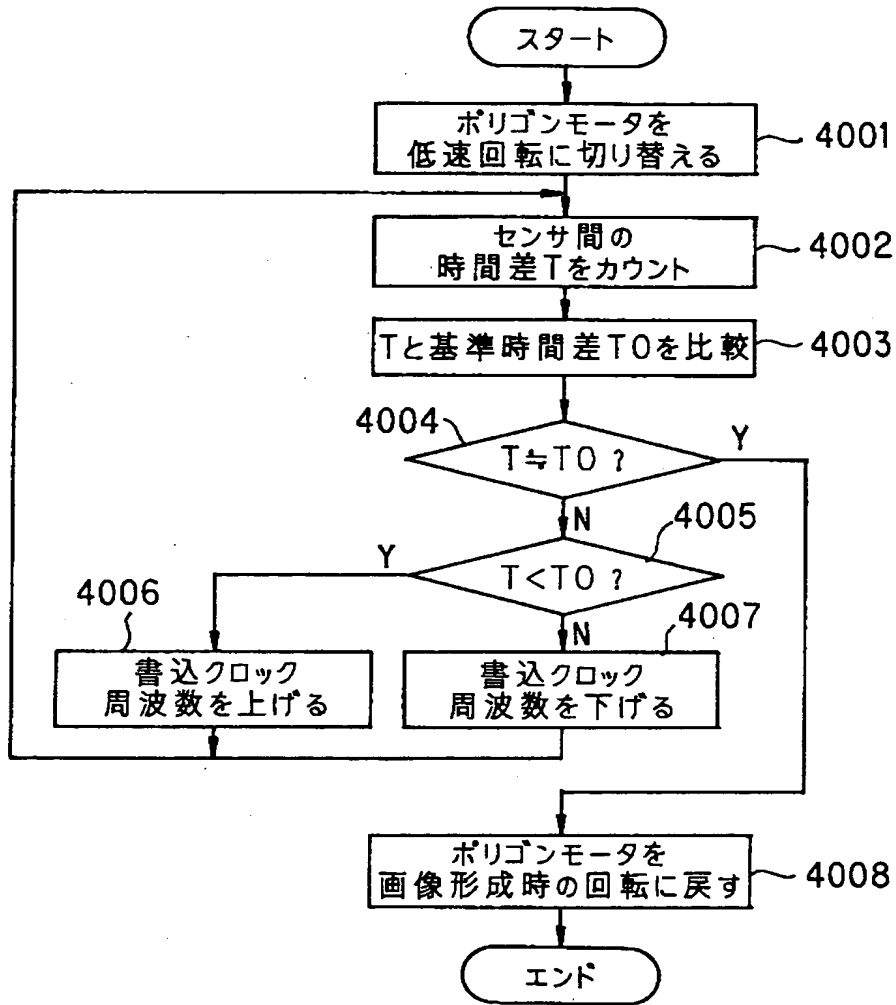 スタート
ポリゴンモータを
低速回転に切り替える
4001
センサ間の
時間差Tをカウント
4002
Tと基準時間差T0を比較
4003
4004
T≒T0 ?
Y
N
4005
T<T0 ?
Y
N
4006
書込クロック
周波数を上げる
4007
書込クロック
周波数を下げる
ポリゴンモータを
画像形成時の回転に戻す
4008
エンド